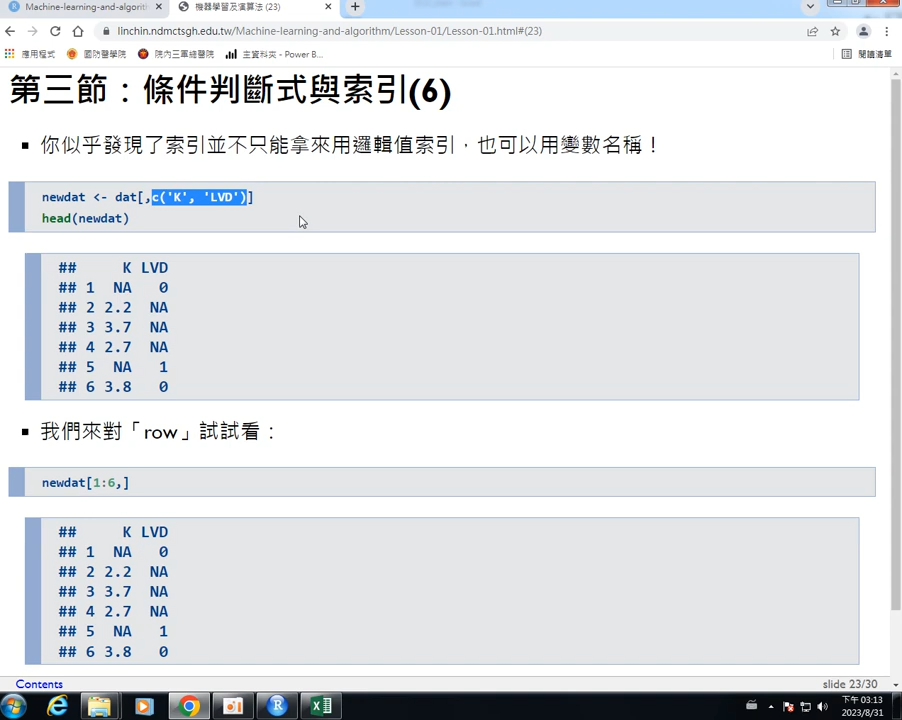 Machine-learning-and-algorith
機器學習及演算法 (23)
linchin.ndmctsgh.edu.tw/Machine-learning-and-algorithm/Lesson-01/Lesson-01.html#(23)
應用程式
國防醫學院
院內三軍總醫院
主資料夾 - Power B...
閱讀清單
第三節：條件判斷式與索引(6)
你似乎發現了索引並不只能拿來用邏輯值索引，也可以用變數名稱！
newdat <- dat[,c('K', 'LVD')]
head(newdat)
## K LVD
## 1 NA 0
## 2 2.2 NA
## 3 3.7 NA
## 4 2.7 NA
## 5 NA 1
## 6 3.8 0
我們來對「row」試試看：
newdat[1:6,]
## K LVD
## 1 NA 0
## 2 2.2 NA
## 3 3.7 NA
## 4 2.7 NA
## 5 NA 1
## 6 3.8 0
Contents
slide 23/30
下午 03:13
2023/8/31